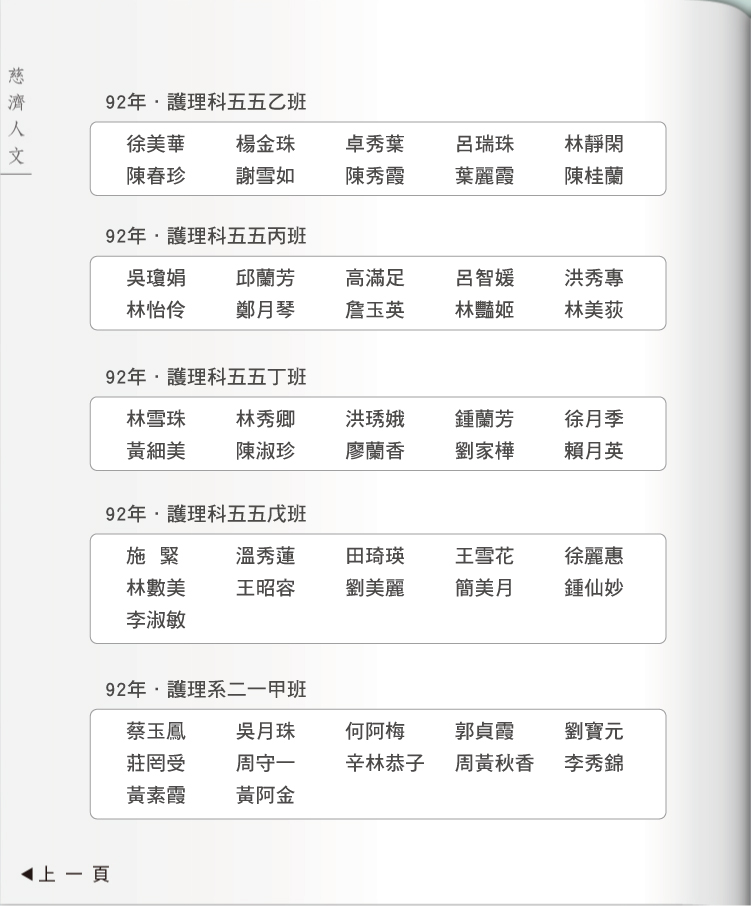 慈濟人文
92年．護理科五五乙班
徐美華 楊金珠 卓秀葉 呂瑞珠 林靜閑
陳春珍 謝雪如 陳秀霞 葉麗霞 陳桂蘭
92年．護理科五五丙班
吳瓊娟 邱蘭芳 高滿足 呂智媛 洪秀專
林怡伶 鄭月琴 詹玉英 林豔姬 林美荻
92年．護理科五五丁班
林雪珠 林秀卿 洪琇娥 鍾蘭芳 徐月季
黃細美 陳淑珍 廖蘭香 劉家樺 賴月英
92年．護理科五五戊班
施 緊 溫秀蓮 田琦瑛 王雪花 徐麗惠
林數美 王昭容 劉美麗 簡美月 鍾仙妙
李淑敏
92年．護理系二一甲班
蔡玉鳳 吳月珠 何阿梅 郭貞霞 劉寶元
莊罔受 周守一 辛林恭子 周黃秋香 李秀錦
黃素霞 黃阿金
◀上一頁